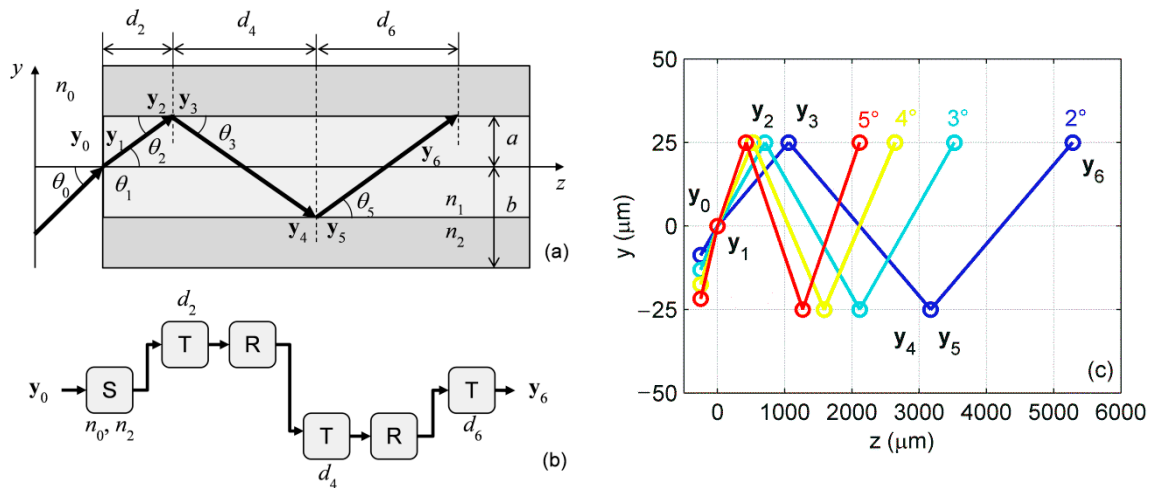 d₂ d₄ d₆
y
n₀
y₀ y₁ y₂ y₃
θ₀ θ₁ θ₂ θ₃
y₄ y₅ θ₅ y₆
a
z
n₁ b
n₂
(a)
d₂
T R
y₀ S T y₆
n₀, n₂ d₆
T R
d₄
(b)
50
25
0
−25
−50
y (μm)
y₂ y₃ 5° 4° 3° 2°
y₀
y₁
y₆
y₄ y₅
(c)
0 1000 2000 3000 4000 5000 6000
z (μm)